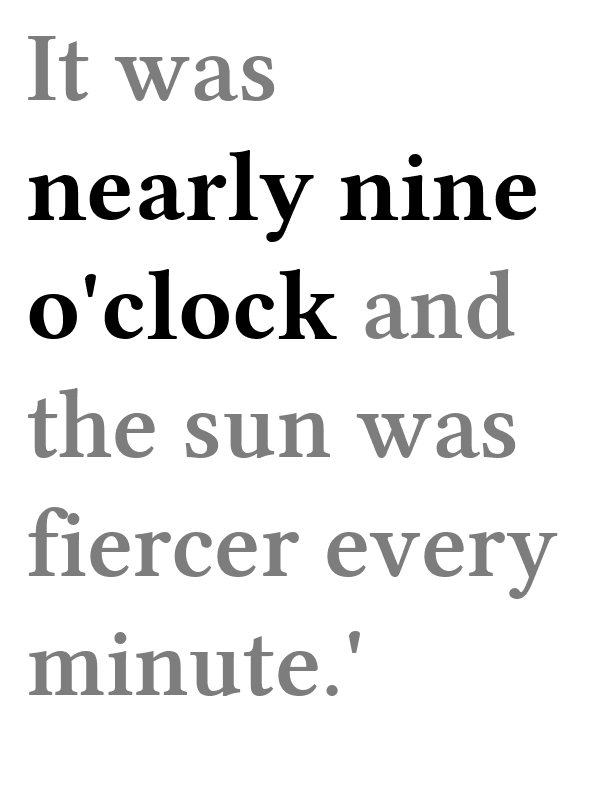 It was
nearly nine
o'clock and
the sun was
fiercer every
minute.'